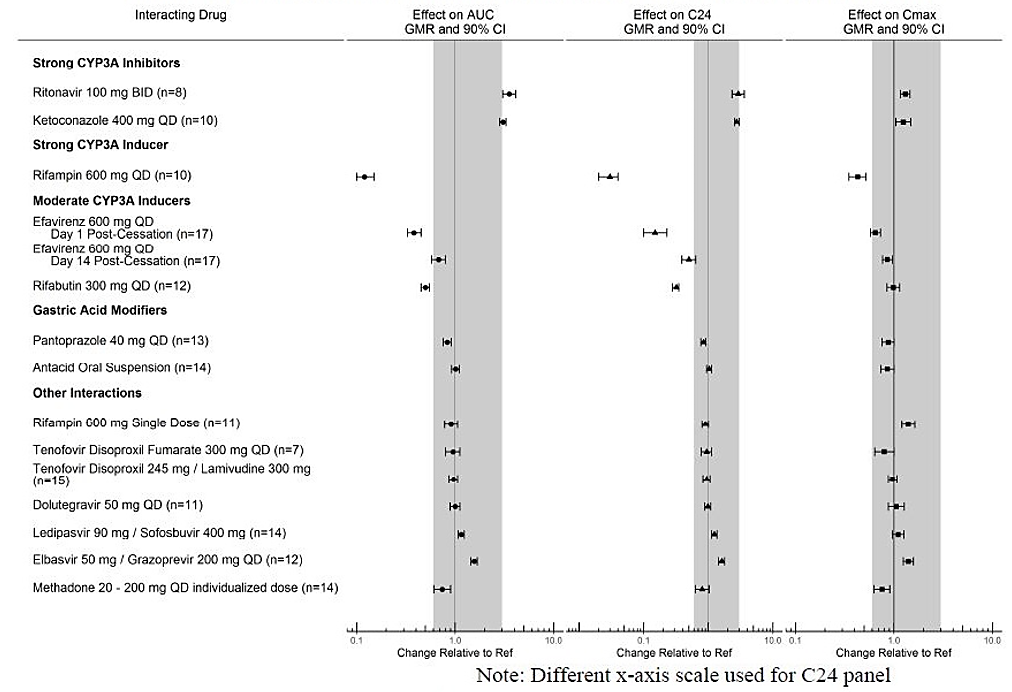 Interacting Drug
Effect on AUC
GMR and 90% CI
Effect on C24
GMR and 90% CI
Effect on Cmax
GMR and 90% CI
Strong CYP3A Inhibitors
Ritonavir 100 mg BID (n=8)
Ketoconazole 400 mg QD (n=10)
Strong CYP3A Inducer
Rifampin 600 mg QD (n=10)
Moderate CYP3A Inducers
Efavirenz 600 mg QD
Day 1 Post-Cessation (n=17)
Efavirenz 600 mg QD
Day 14 Post-Cessation (n=17)
Rifabutin 300 mg QD (n=12)
Gastric Acid Modifiers
Pantoprazole 40 mg QD (n=13)
Antacid Oral Suspension (n=14)
Other Interactions
Rifampin 600 mg Single Dose (n=11)
Tenofovir Disoproxil Fumarate 300 mg QD (n=7)
Tenofovir Disoproxil 245 mg / Lamivudine 300 mg
(n=15)
Dolutegravir 50 mg QD (n=11)
Ledipasvir 90 mg / Sofosbuvir 400 mg (n=14)
Elbasvir 50 mg / Grazoprevir 200 mg QD (n=12)
Methadone 20 - 200 mg QD individualized dose (n=14)
0.1 1.0 10.0
0.1 1.0 10.0
0.1 1.0 10.0
Change Relative to Ref
Change Relative to Ref
Change Relative to Ref
Note: Different x-axis scale used for C24 panel